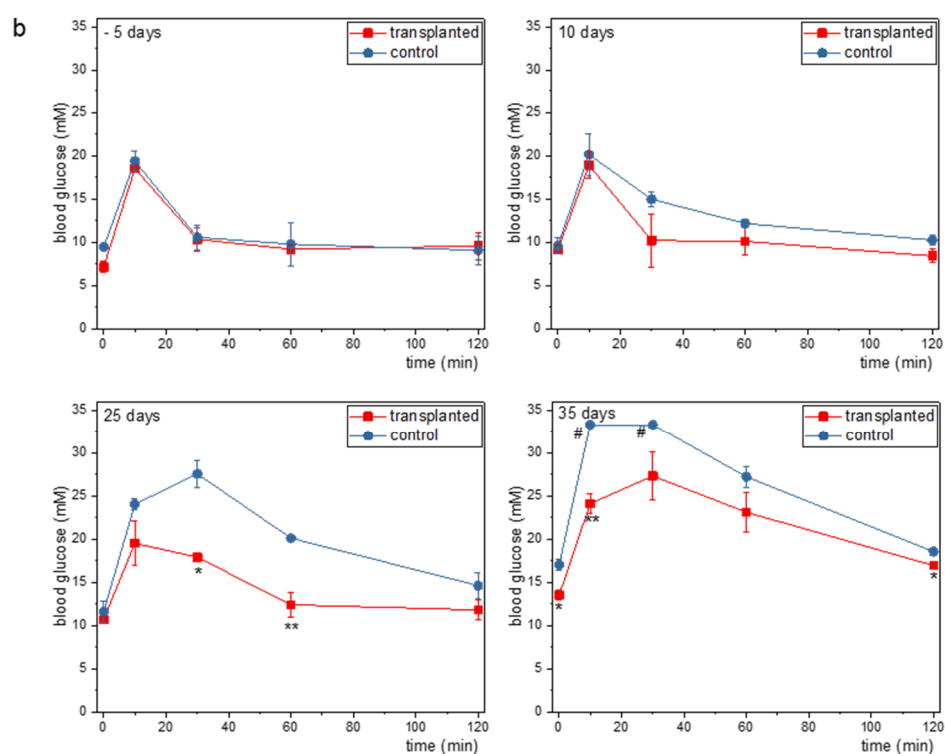 b
- 5 days
transplanted
control
35
30
25
20
15
10
5
0
blood glucose (mM)
0 20 40 60 80 100 120
time (min)
10 days
transplanted
control
35
30
25
20
15
10
5
0
blood glucose (mM)
0 20 40 60 80 100 120
time (min)
25 days
transplanted
control
35
30
25
20
15
10
5
0
blood glucose (mM)
*
**
0 20 40 60 80 100 120
time (min)
35 days
transplanted
control
35
30
25
20
15
10
5
0
blood glucose (mM)
# #
**
*
*
0 20 40 60 80 100 120
time (min)